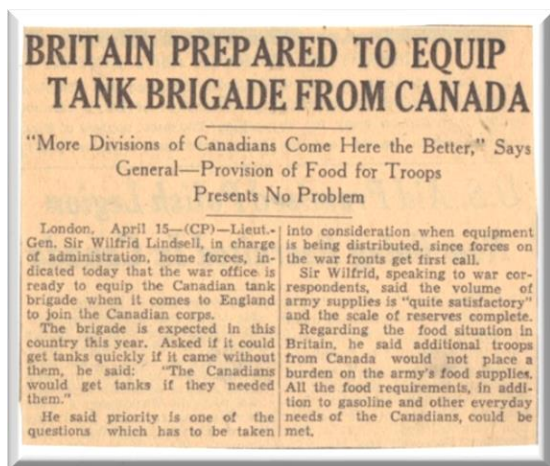 BRITAIN PREPARED TO EQUIP
TANK BRIGADE FROM CANADA
"More Divisions of Canadians Come Here the Better," Says
General—Provision of Food for Troops
Presents No Problem
London, April 15—(CP)—Lieut.-
Gen. Sir Wilfrid Lindsell, in charge
of administration, home forces, in-
dicated today that the war office is
ready to equip the Canadian tank
brigade when it comes to England
to join the Canadian corps.
The brigade is expected in this
country this year. Asked if it could
get tanks quickly if it came without
them, he said: "The Canadians
would get tanks if they needed
them."
He said priority is one of the
questions which has to be taken
into consideration when equipment
is being distributed, since forces on
the war fronts get first call.
Sir Wilfrid, speaking to war cor-
respondents, said the volume of
army supplies is "quite satisfactory"
and the scale of reserves complete.
Regarding the food situation in
Britain, he said additional troops
from Canada would not place a
burden on the army's food supplies.
All the food requirements, in addi-
tion to gasoline and other everyday
needs of the Canadians, could be
met.